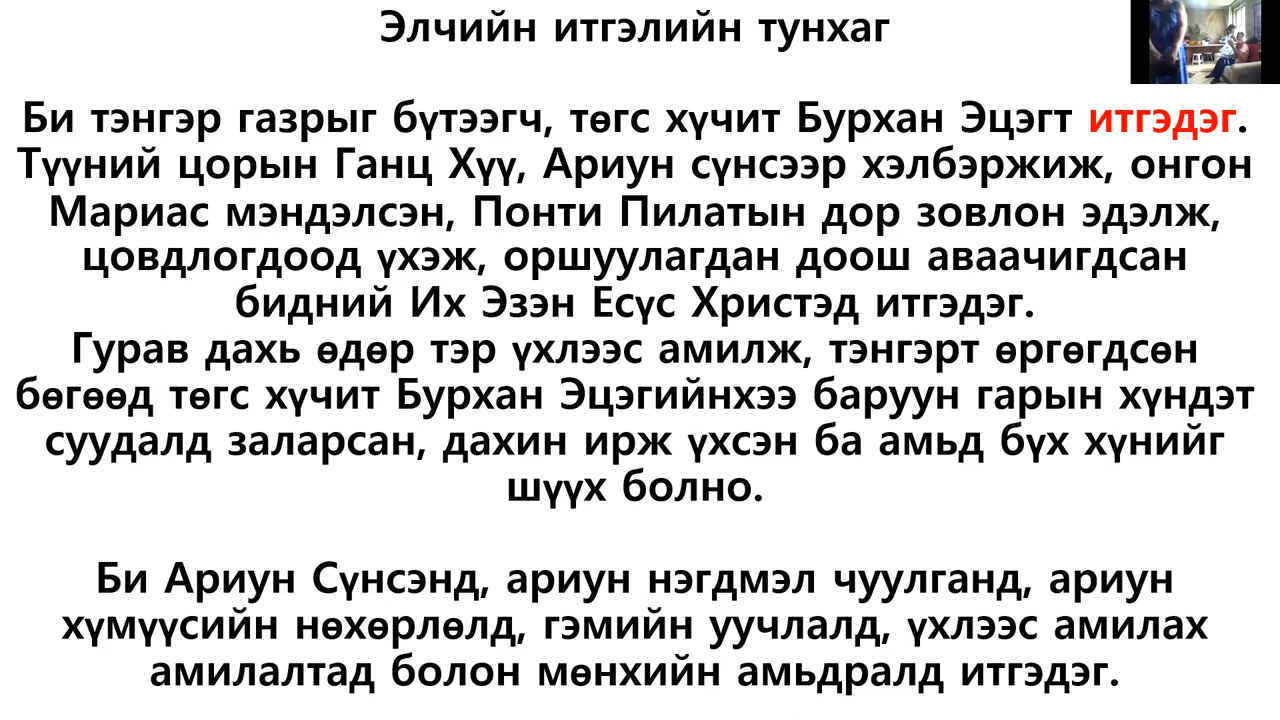 Элчийн итгэлийн тунхаг
Би тэнгэр газрыг бүтээгч, төгс хүчит Бурхан Эцэгт итгэдэг.
Түүний цорын Ганц Хүү, Ариун сүнсээр хэлбэржиж, онгон
Мариас мэндэлсэн, Понти Пилатын дор зовлон эдэлж,
цовдлогдоод үхэж, оршуулагдан доош аваачигдсан
бидний Их Эзэн Есүс Христэд итгэдэг.
Гурав дахь өдөр тэр үхлээс амилж, тэнгэрт өргөгдсөн
бөгөөд төгс хүчит Бурхан Эцэгийнхээ баруун гарын хүндэт
суудалд заларсан, дахин ирж үхсэн ба амьд бүх хүнийг
шүүх болно.
Би Ариун Сүнсэнд, ариун нэгдмэл чуулганд, ариун
хүмүүсийн нөхөрлөлд, гэмийн уучлалд, үхлээс амилах
амилалтад болон мөнхийн амьдралд итгэдэг.